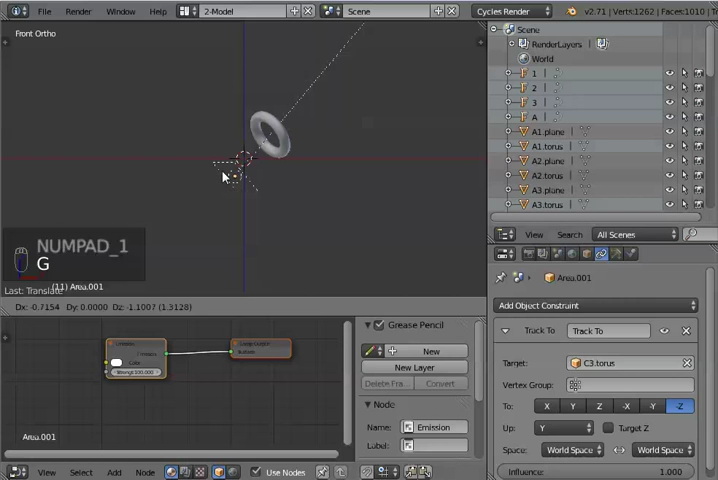 File Render Window Help 2-Model Scene Cycles Render v2.71 | Verts:1262 | Faces:1010 | T
Front Ortho
NUMPAD_1
G
(11) Area.001
Last: Translate
Dx: -0.7154 Dy: 0.0000 Dz: -1.1007 (1.3128)
Scene
RenderLayers |
World
1
2
3
A
A1.plane |
A1.torus |
A2.plane |
A2.torus |
A3.plane |
A3.torus |
View Search All Scenes
Area.001
Add Object Constraint
Track To Track To
Target: C3.torus
Vertex Group:
To: X Y Z -X -Y -Z
Up: Y Target Z
Space: World Space World Space
Influence: 1.000
Color
Strength 100.000
Area.001
Grease Pencil
New
New Layer
Delete Fra... Convert
Node
Name: Emission
Label:
View Select Add Node Use Nodes